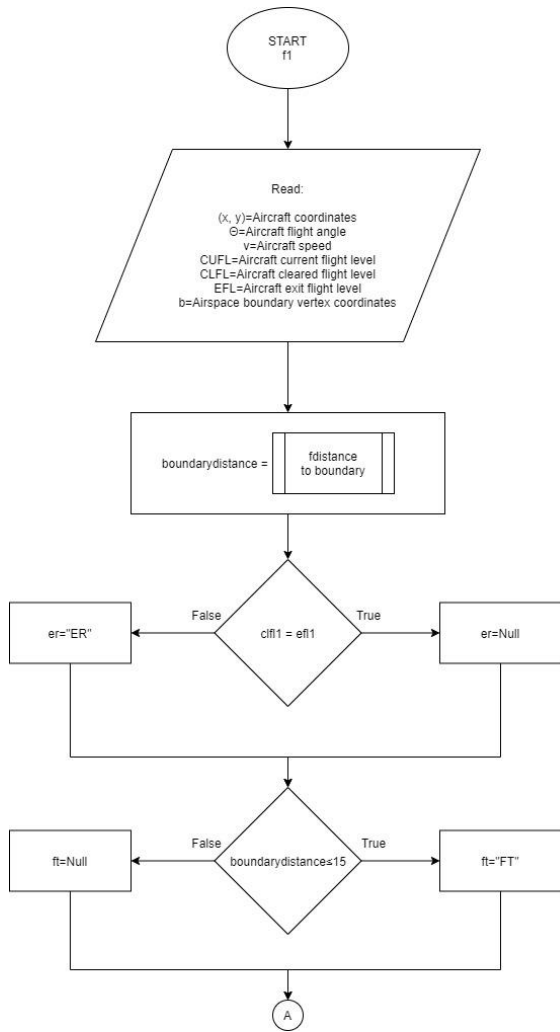 START
f1
Read:
(x, y)=Aircraft coordinates
Θ=Aircraft flight angle
v=Aircraft speed
CUFL=Aircraft current flight level
CLFL=Aircraft cleared flight level
EFL=Aircraft exit flight level
b=Airspace boundary vertex coordinates
boundarydistance =
fdistance
to boundary
False
True
er="ER"
clfl1 = efl1
er=Null
False
True
ft=Null
boundarydistance≤15
ft="FT"
A